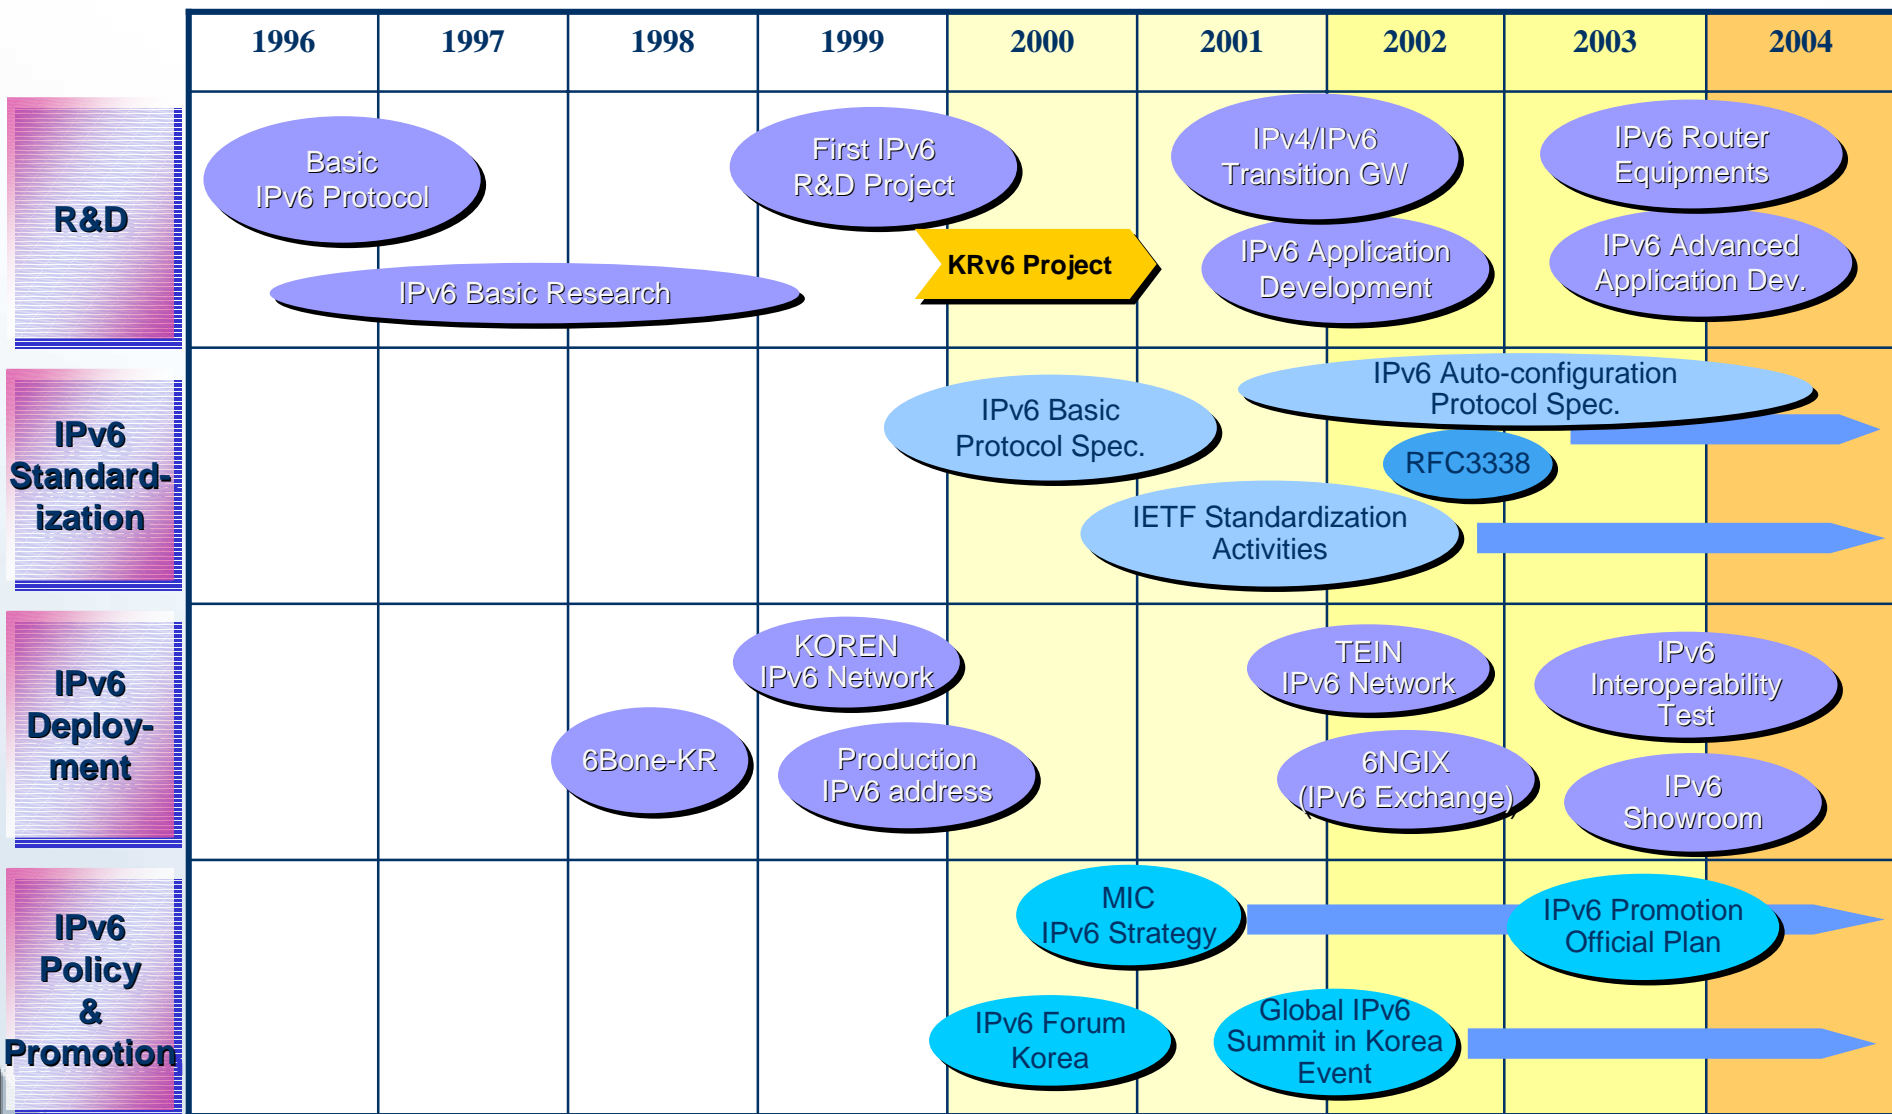 1996 1997 1998 1999 2000 2001 2002 2003 2004
R&D
Basic
IPv6 Protocol
First IPv6
R&D Project
IPv4/IPv6
Transition GW
IPv6 Router
Equipments
KRv6 Project
IPv6 Application
Development
IPv6 Advanced
Application Dev.
IPv6 Basic Research
IPv6
Standard-
ization
IPv6 Basic
Protocol Spec.
IPv6 Auto-configuration
Protocol Spec.
RFC3338
IETF Standardization
Activities
IPv6
Deploy-
ment
KOREN
IPv6 Network
TEIN
IPv6 Network
IPv6
Interoperability
Test
6Bone-KR
Production
IPv6 address
6NGIX
(IPv6 Exchange)
IPv6
Showroom
IPv6
Policy
&
Promotion
MIC
IPv6 Strategy
IPv6 Promotion
Official Plan
IPv6 Forum
Korea
Global IPv6
Summit in Korea
Event